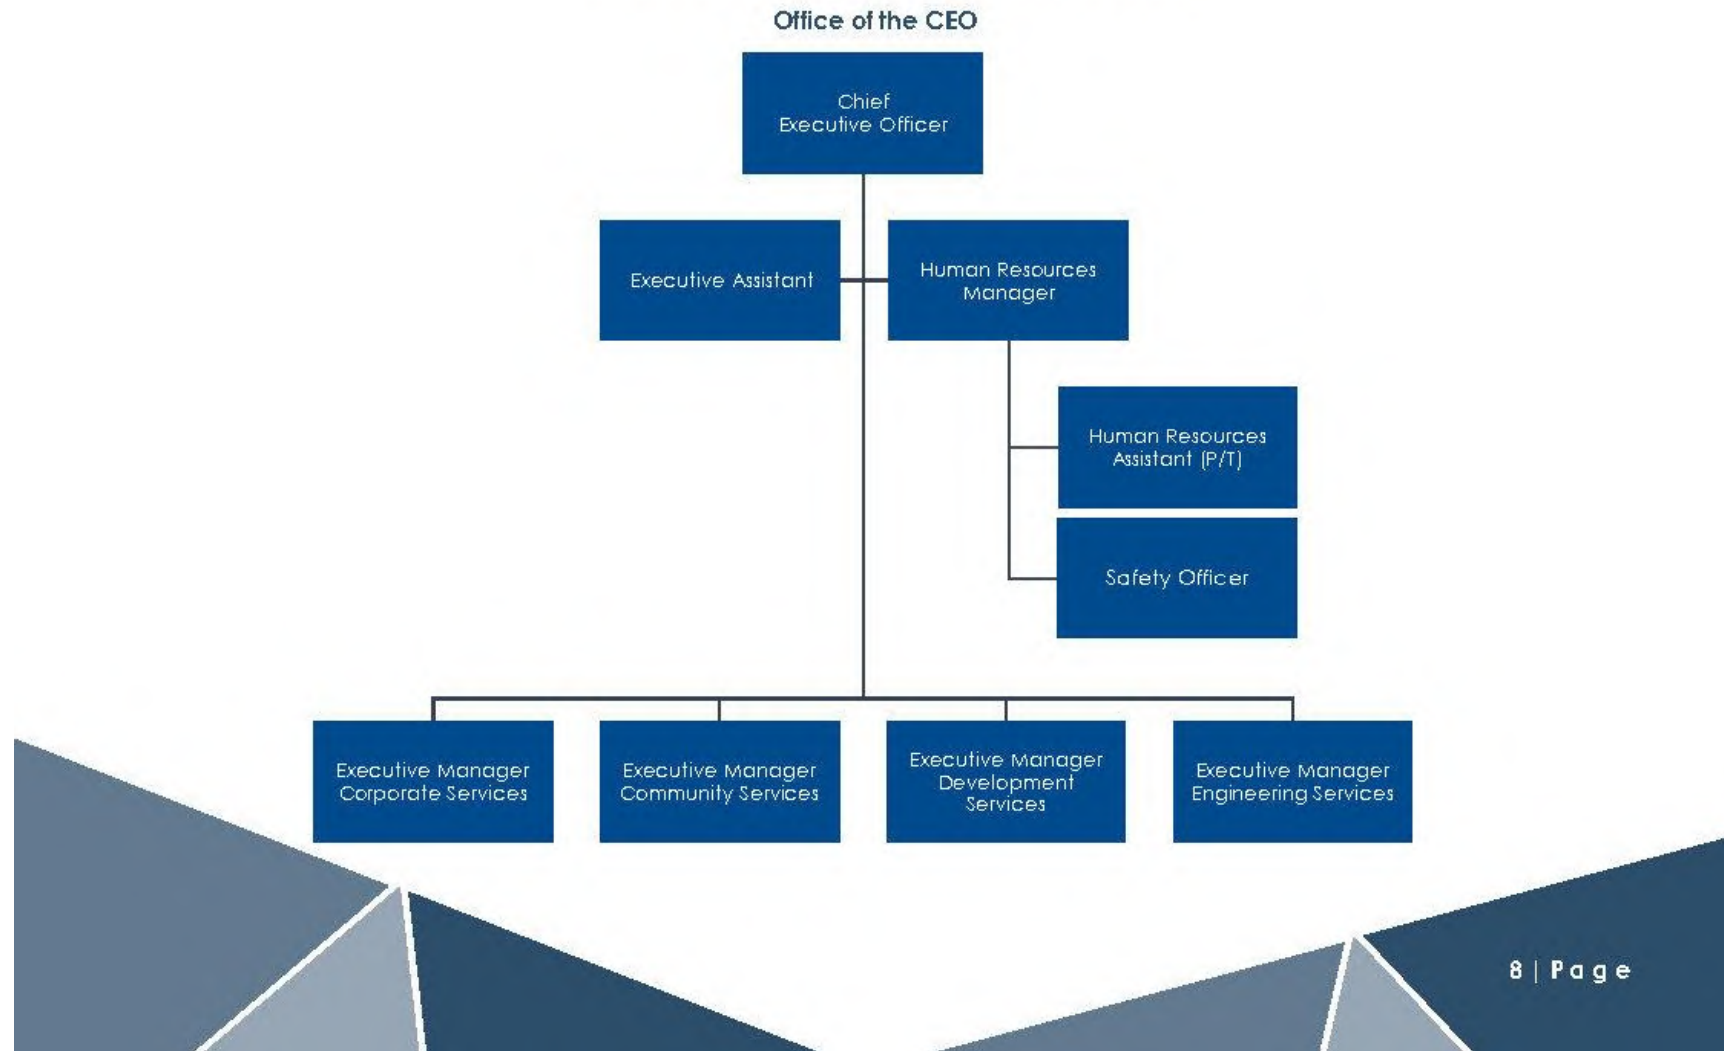 Office of the CEO
Chief
Executive Officer
Executive Assistant
Human Resources
Manager
Human Resources
Assistant (P/T)
Safety Officer
Executive Manager
Corporate Services
Executive Manager
Community Services
Executive Manager
Development
Services
Executive Manager
Engineering Services
8 | Page